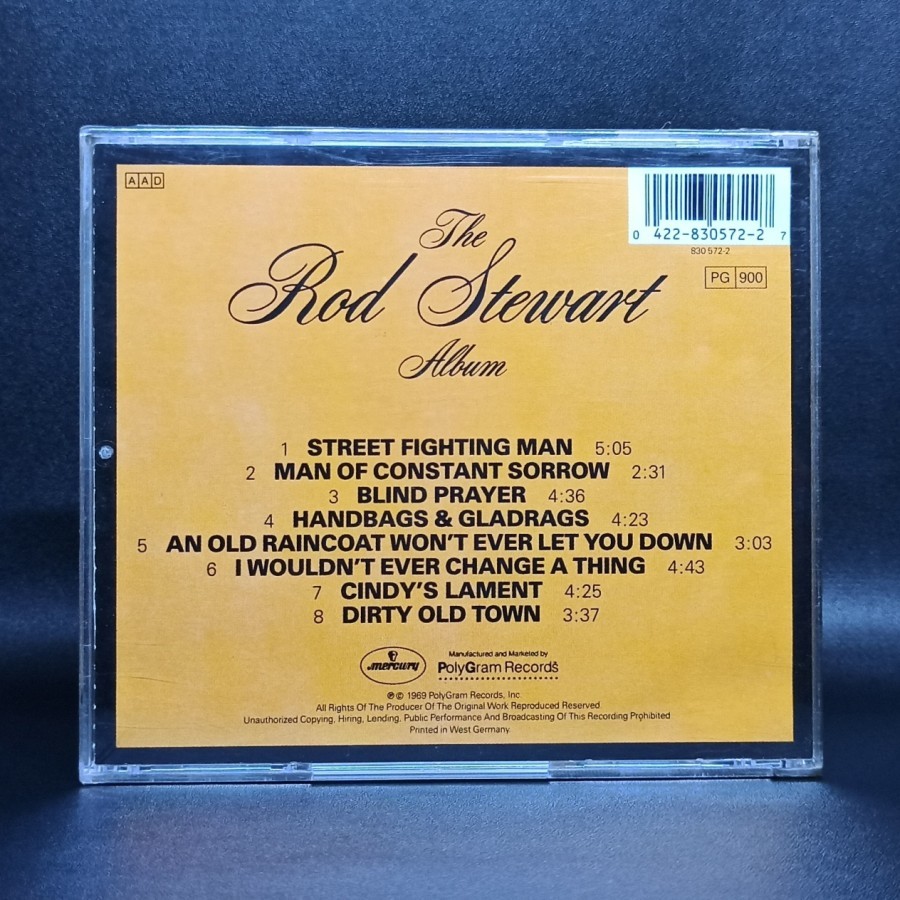 AAD
0 422-830572-2 7
830 572-2
PG 900
The
Rod Stewart
Album
1 STREET FIGHTING MAN 5:05
2 MAN OF CONSTANT SORROW 2:31
3 BLIND PRAYER 4:36
4 HANDBAGS & GLADRAGS 4:23
5 AN OLD RAINCOAT WON'T EVER LET YOU DOWN 3:03
6 I WOULDN'T EVER CHANGE A THING 4:43
7 CINDY'S LAMENT 4:25
8 DIRTY OLD TOWN 3:37
mercury
Manufactured and Marketed by
PolyGram Records
℗ © 1969 PolyGram Records, Inc.
All Rights Of The Producer Of The Original Work Reproduced Reserved.
Unauthorized Copying, Hiring, Lending, Public Performance And Broadcasting Of This Recording Prohibited.
Printed in West Germany.